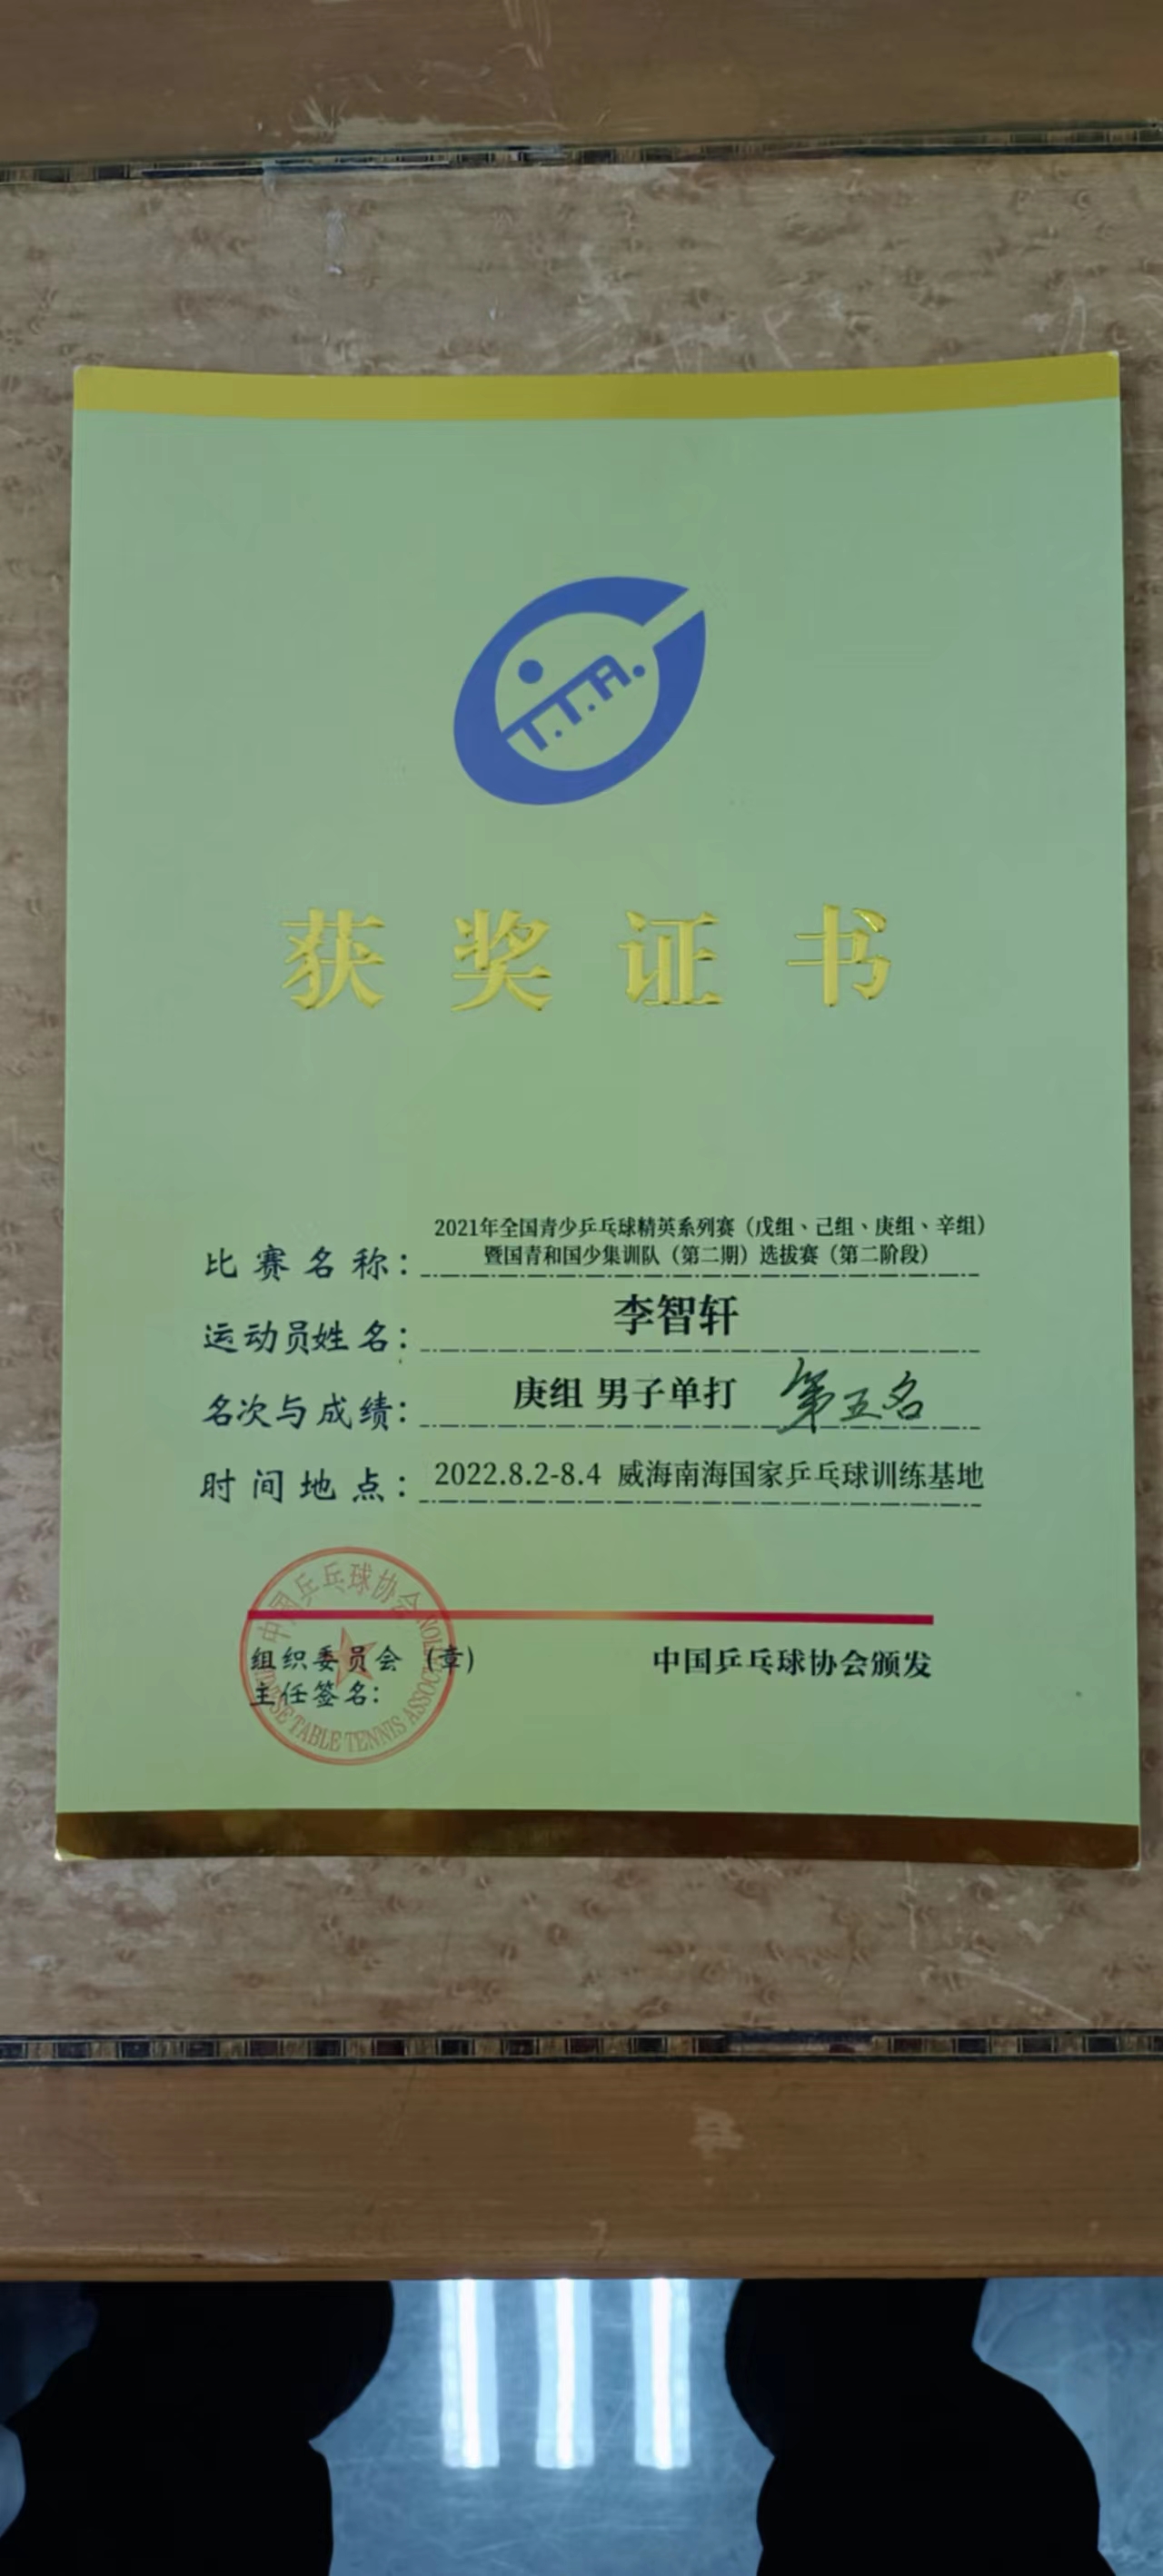 T.T.A.
获奖证书
比赛名称：2021年全国青少乒乓球精英系列赛（戊组、己组、庚组、辛组）
暨国青和国少集训队（第二期）选拔赛（第二阶段）
运动员姓名：李智轩
名次与成绩：庚组 男子单打 第五名
时间地点：2022.8.2-8.4 威海南海国家乒乓球训练基地
中国乒乓球协会
CHINESE TABLE TENNIS ASSOCIATION
组织委员会（章）
主任签名：
中国乒乓球协会颁发